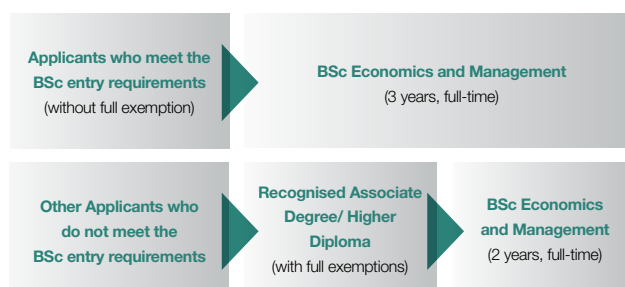 Applicants who meet the
BSc entry requirements
(without full exemption)
BSc Economics and Management
(3 years, full-time)
Other Applicants who
do not meet the
BSc entry requirements
Recognised Associate
Degree/ Higher
Diploma
(with full exemptions)
BSc Economics
and Management
(2 years, full-time)